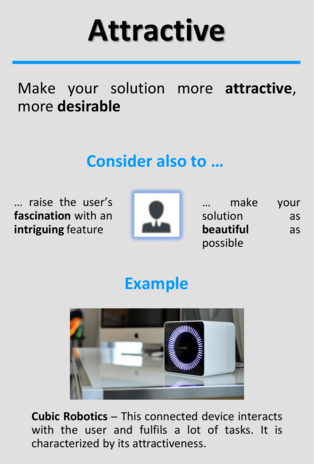 Attractive
Make your solution more attractive,
more desirable
Consider also to …
… raise the user's
fascination with an
intriguing feature
… make your
solution as
beautiful as
possible
Example
Cubic Robotics – This connected device interacts
with the user and fulfils a lot of tasks. It is
characterized by its attractiveness.